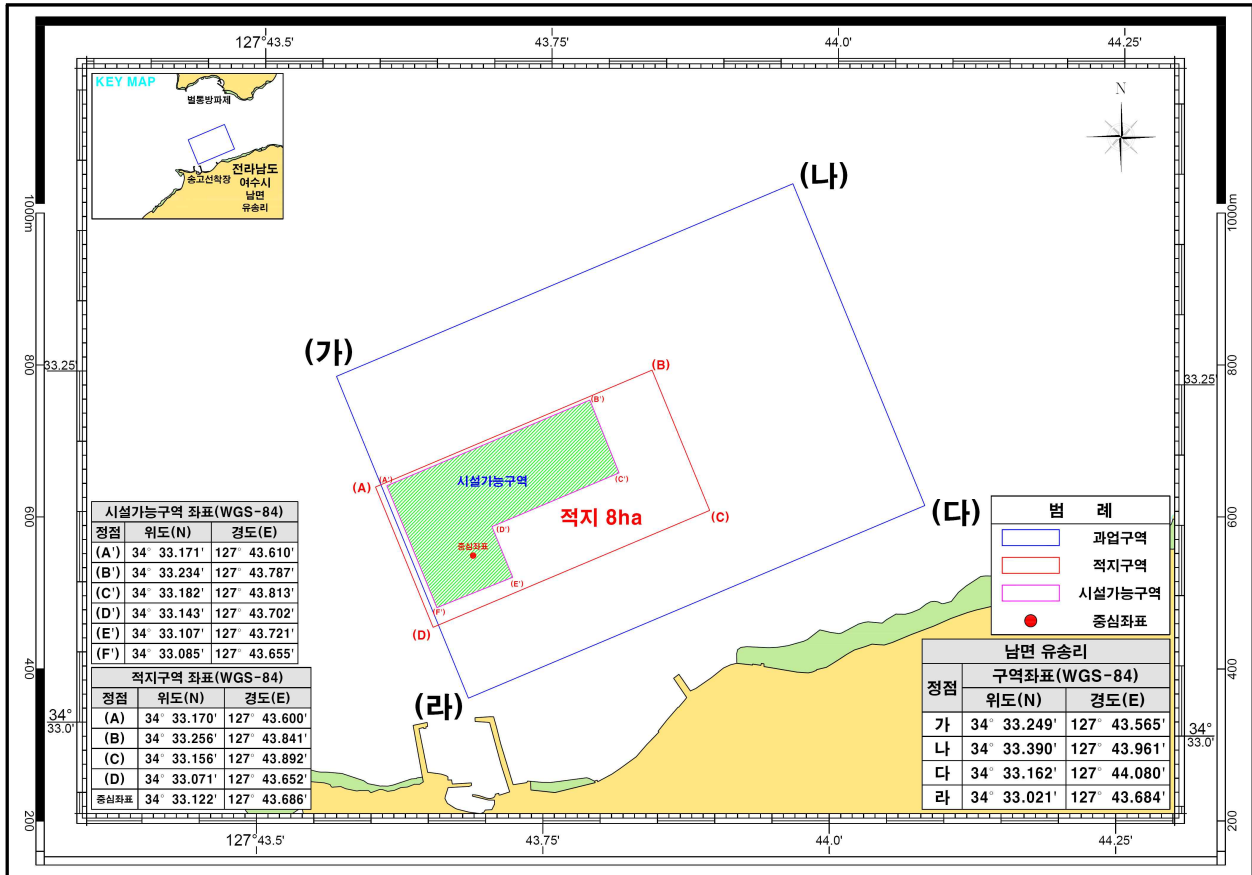 127° 43.5'
43.75'
44.0'
44.25'
KEY MAP
벌통방파제
송고선착장
전라남도
여수시
남면
유송리
N
1000m
1000m
(나)
(가)
800
33.25'
(B)
33.25'
800
(B')
(A)
(A')
시설가능구역
(C')
적지 8ha
(C)
(다)
600
600
(D')
중심좌표
(E')
(F')
(D)
(라)
시설가능구역 좌표(WGS-84)
정점 위도(N) 경도(E)
(A') 34° 33.171' 127° 43.610'
(B') 34° 33.234' 127° 43.787'
(C') 34° 33.182' 127° 43.813'
(D') 34° 33.143' 127° 43.702'
(E') 34° 33.107' 127° 43.721'
(F') 34° 33.085' 127° 43.655'
적지구역 좌표(WGS-84)
정점 위도(N) 경도(E)
(A) 34° 33.170' 127° 43.600'
(B) 34° 33.256' 127° 43.841'
(C) 34° 33.156' 127° 43.892'
(D) 34° 33.071' 127° 43.652'
중심좌표 34° 33.122' 127° 43.686'
범 례
과업구역
적지구역
시설가능구역
중심좌표
남면 유송리
정점 구역좌표(WGS-84)
위도(N) 경도(E)
가 34° 33.249' 127° 43.565'
나 34° 33.390' 127° 43.961'
다 34° 33.162' 127° 44.080'
라 34° 33.021' 127° 43.684'
400
400
34°
33.0'
34°
33.0'
200
200
127° 43.5'
43.75'
44.0'
44.25'